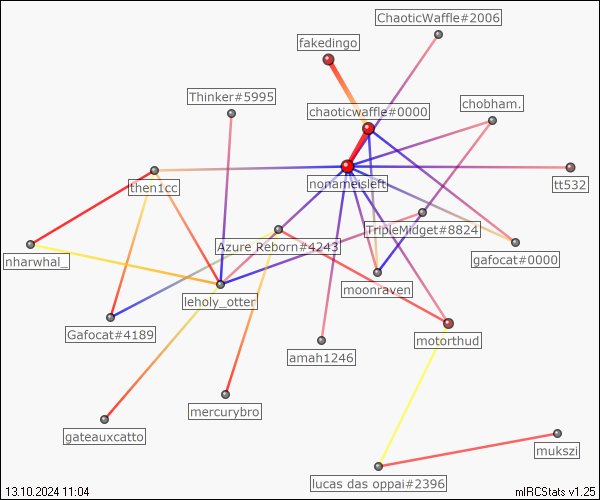 ChaoticWaffle#2006
fakedingo
Thinker#5995
chaoticwaffle#0000
chobham.
then1cc
nonameisleft
tt532
TripleMidget#8824
Azure Reborn#4243
nharwhal_
gafocat#0000
moonraven
leholy_otter
Gafocat#4189
amah1246
motorthud
mercurybro
gateauxcatto
mukszi
lucas das oppai#2396
13.10.2024 11:04
mIRCStats v1.25